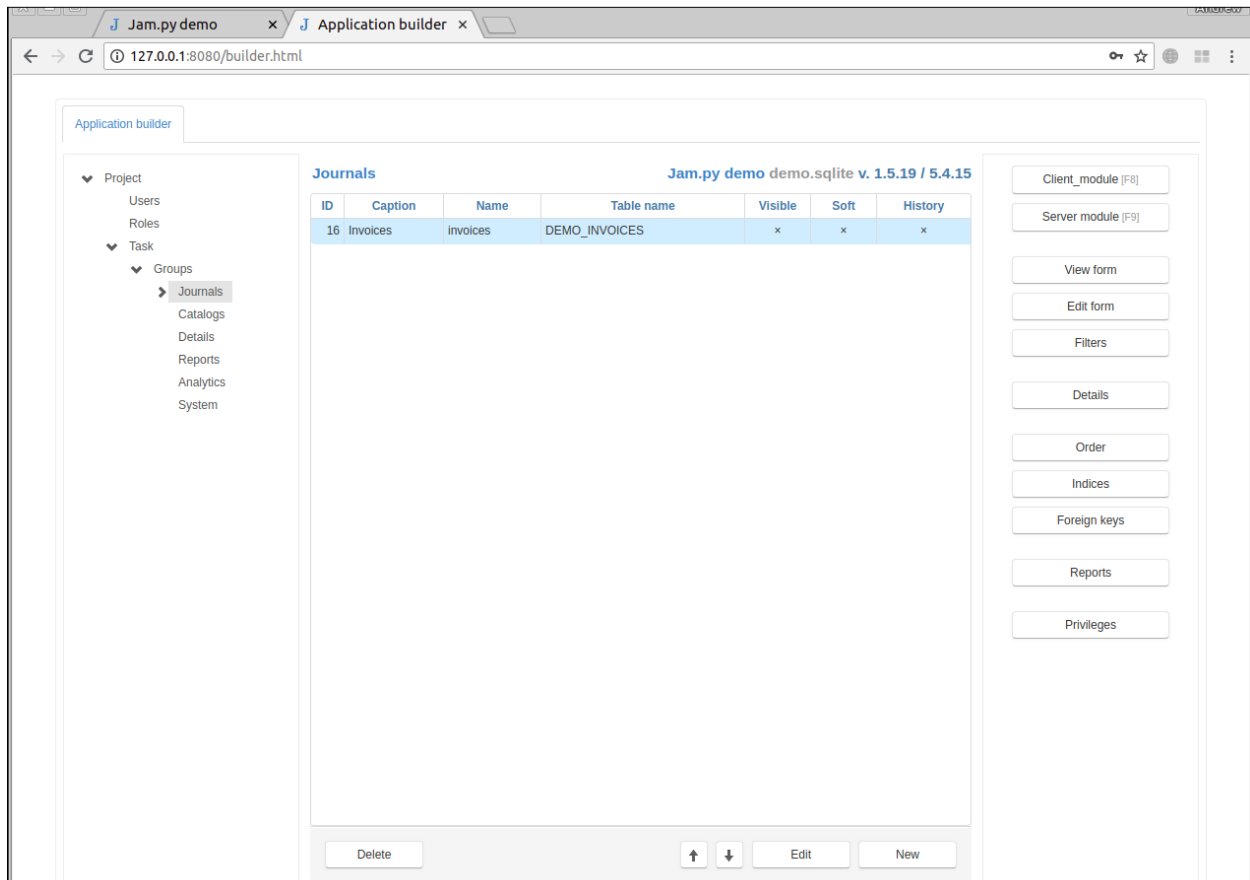 Andrew
Jam.py demo
Application builder
127.0.0.1:8080/builder.html
Application builder
Project
Users
Roles
Task
Groups
Journals
Catalogs
Details
Reports
Analytics
System
Journals Jam.py demo demo.sqlite v. 1.5.19 / 5.4.15
ID Caption Name Table name Visible Soft History
16 Invoices invoices DEMO_INVOICES × × ×
Delete Edit New
Client_module [F8]
Server module [F9]
View form
Edit form
Filters
Details
Order
Indices
Foreign keys
Reports
Privileges